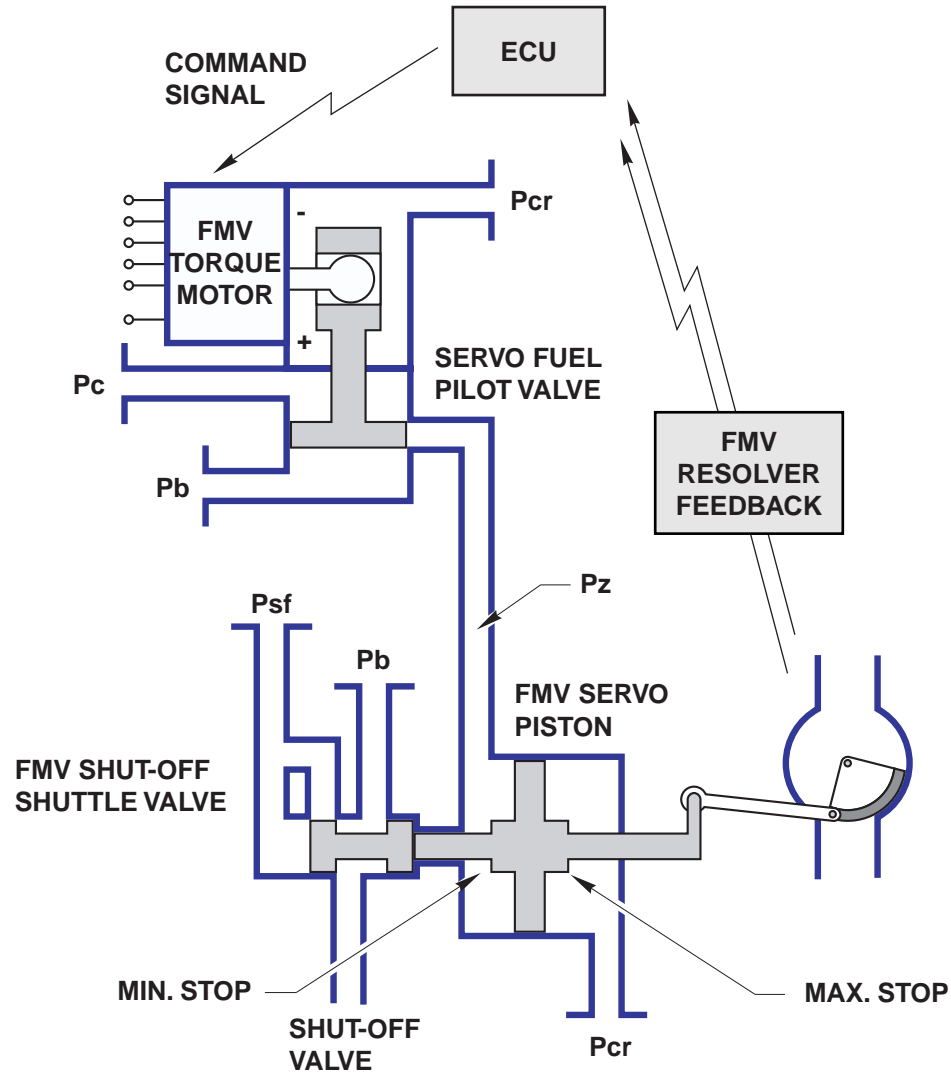 ECU
COMMAND
SIGNAL
Pcr
-
FMV
TORQUE
MOTOR
+
SERVO FUEL
PILOT VALVE
Pc
Pb
FMV
RESOLVER
FEEDBACK
Pz
Psf
Pb
FMV SERVO
PISTON
FMV SHUT-OFF
SHUTTLE VALVE
MIN. STOP
MAX. STOP
SHUT-OFF
VALVE
Pcr